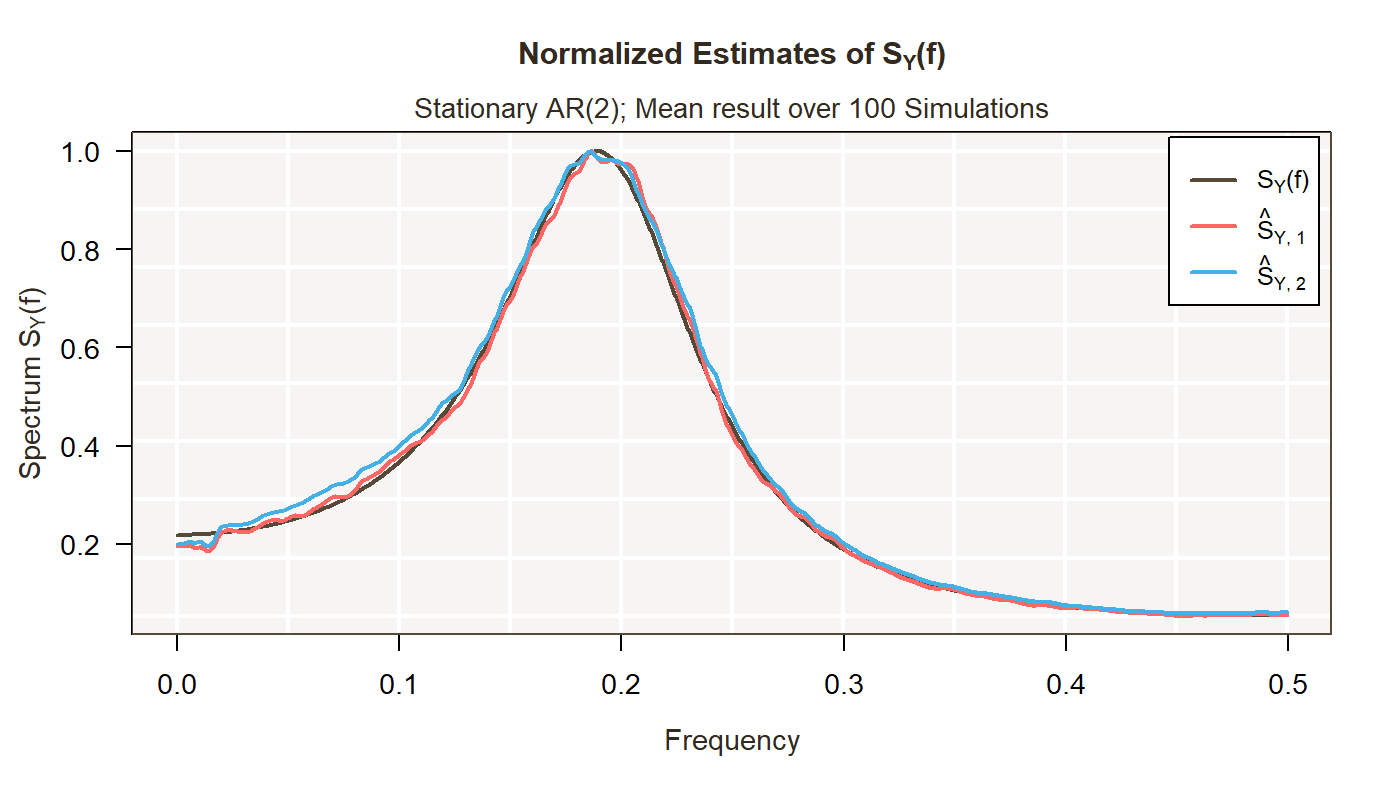 Normalized Estimates of S_Y(f)
Stationary AR(2); Mean result over 100 Simulations
S_Y(f)
Ŝ_Y, 1
Ŝ_Y, 2
Spectrum S_Y(f)
1.0
0.8
0.6
0.4
0.2
0.0 0.1 0.2 0.3 0.4 0.5
Frequency